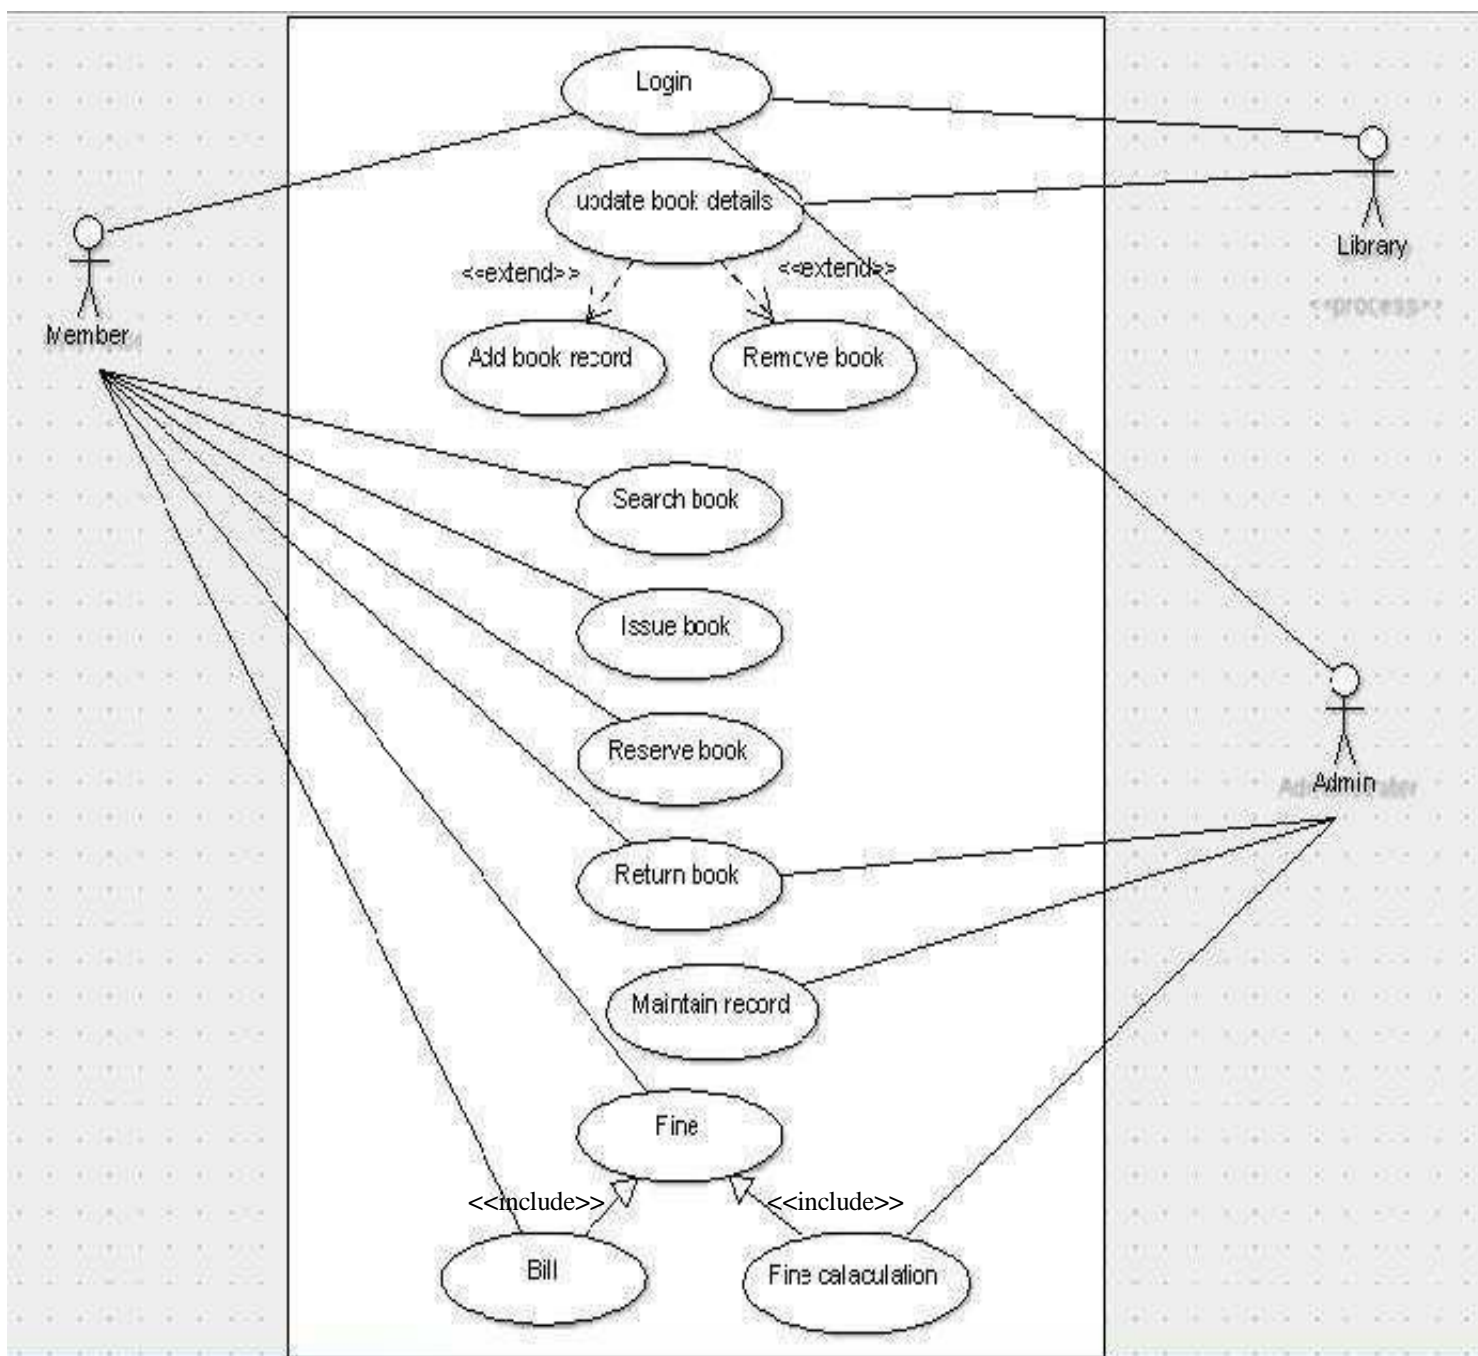 Login
update book details
Library
<<extend>>
<<extend>>
<<process>>
Member
Add book record
Remove book
Search book
Issue book
Reserve book
Admin
Return book
Maintain record
Fine
<<include>>
<<include>>
Bill
Fine calaculation